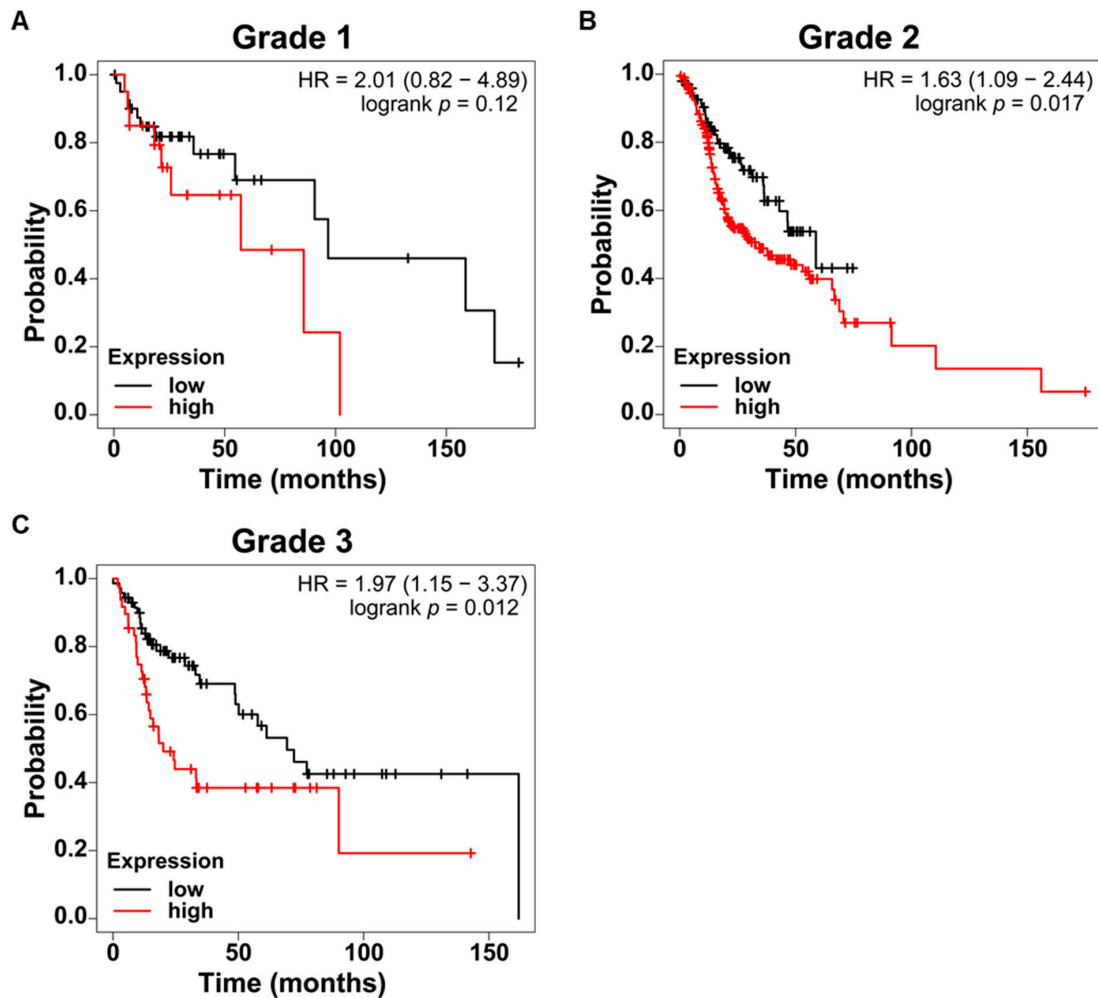 A
Grade 1
HR = 2.01 (0.82 − 4.89)
logrank p = 0.12
1.0
0.8
0.6
0.4
0.2
0.0
Probability
Expression
low
high
0
50
100
150
Time (months)
B
Grade 2
HR = 1.63 (1.09 − 2.44)
logrank p = 0.017
1.0
0.8
0.6
0.4
0.2
0.0
Probability
Expression
low
high
0
50
100
150
Time (months)
C
Grade 3
HR = 1.97 (1.15 − 3.37)
logrank p = 0.012
1.0
0.8
0.6
0.4
0.2
0.0
Probability
Expression
low
high
0
50
100
150
Time (months)